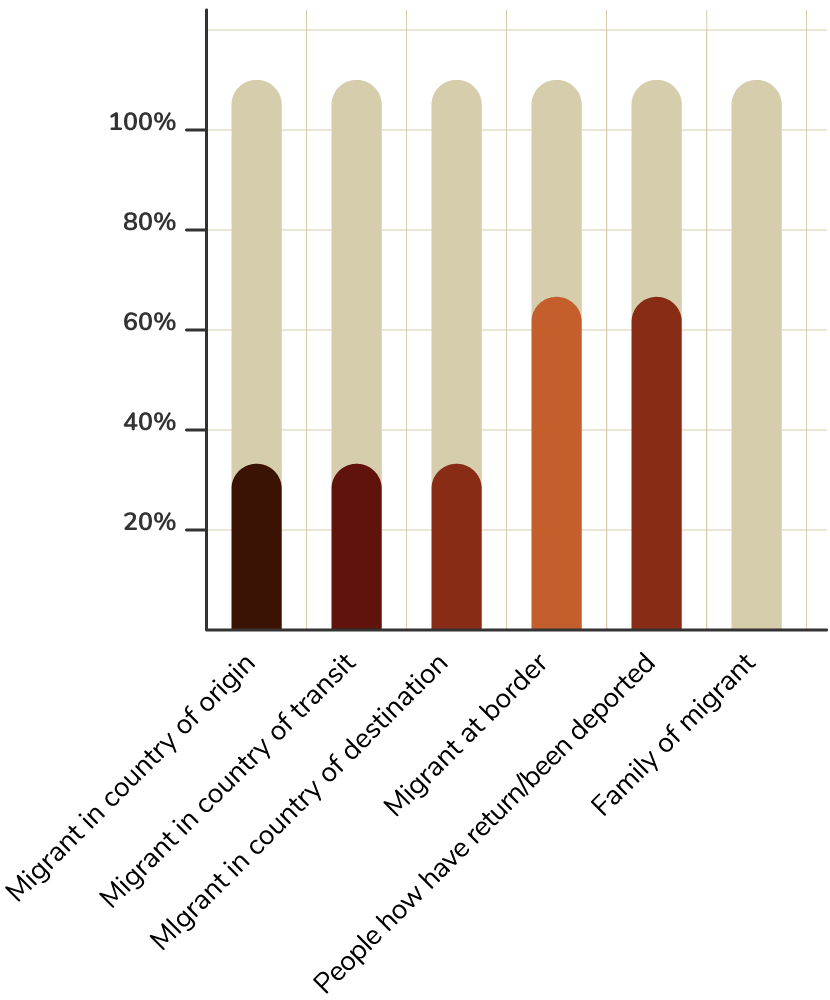 100%
80%
60%
40%
20%
Migrant in country of origin
Migrant in country of transit
MIgrant in country of destination
Migrant at border
People how have return/been deported
Family of migrant